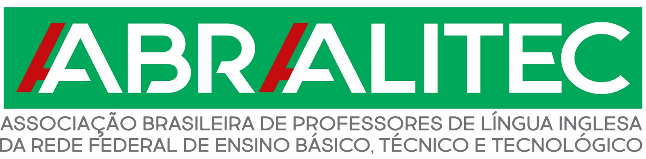 ABRALITEC
ASSOCIAÇÃO BRASILEIRA DE PROFESSORES DE LÍNGUA INGLESA
DA REDE FEDERAL DE ENSINO BÁSICO, TÉCNICO E TECNOLÓGICO